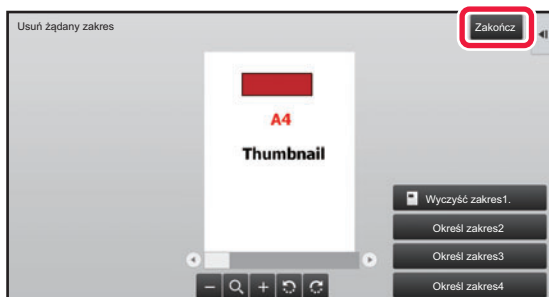 Usuń żądany zakres
Zakończ
A4
Thumbnail
Wyczyść zakres1.
Określ zakres2
Określ zakres3
Określ zakres4